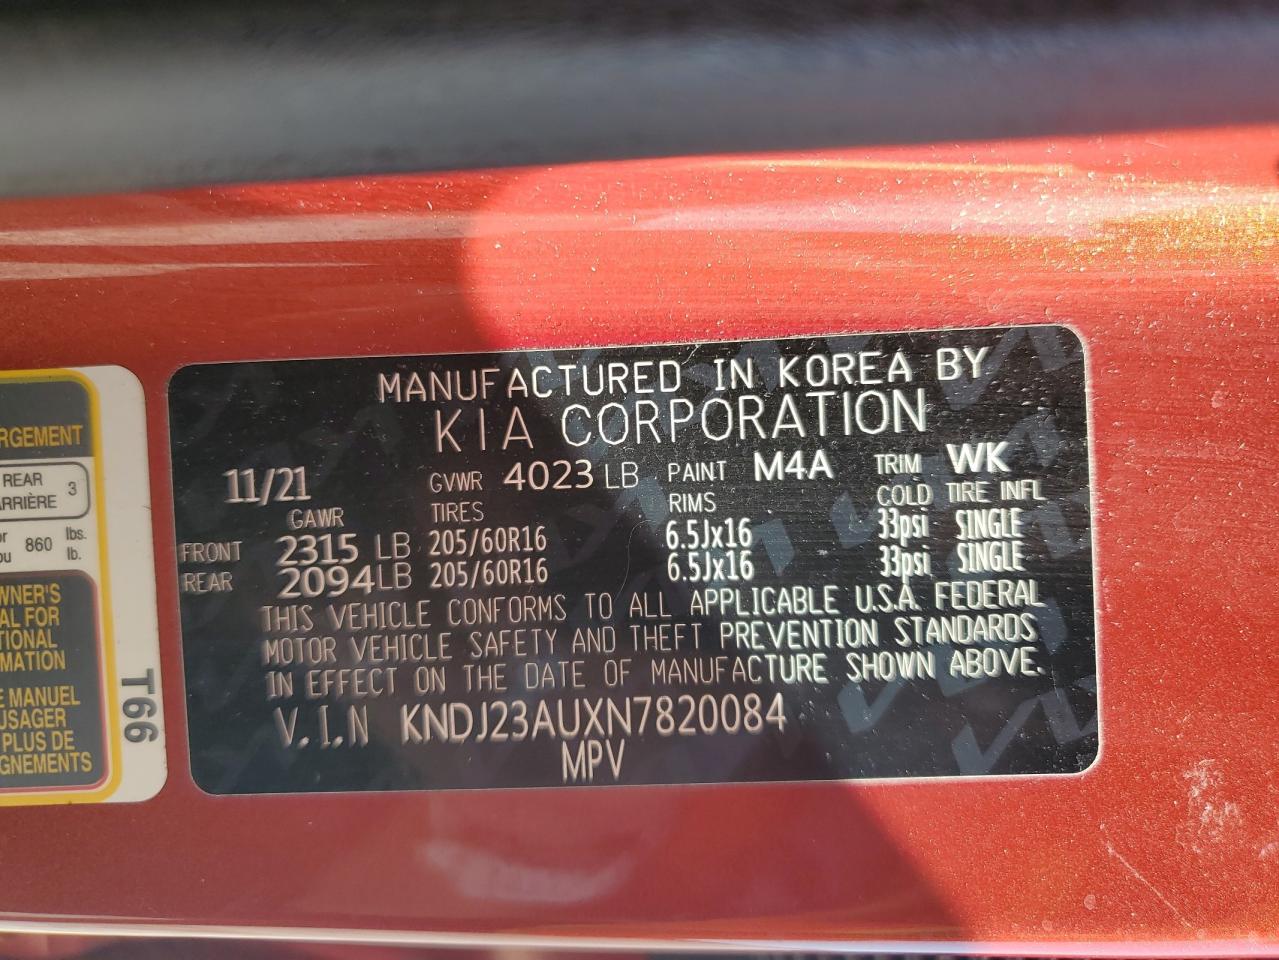 MANUFACTURED IN KOREA BY
KIA CORPORATION
11/21 GVWR 4023 LB PAINT M4A TRIM WK
GAWR TIRES RIMS COLD TIRE INFL
FRONT 2315 LB 205/60R16 6.5Jx16 33psi SINGLE
REAR 2094 LB 205/60R16 6.5Jx16 33psi SINGLE
THIS VEHICLE CONFORMS TO ALL APPLICABLE U.S.A. FEDERAL
MOTOR VEHICLE SAFETY AND THEFT PREVENTION STANDARDS
IN EFFECT ON THE DATE OF MANUFACTURE SHOWN ABOVE.
V.I.N KNDJ23AUXN7820084
MPV
RGEMENT
REAR
ARRIÈRE 3
or 860 lbs.
ou lb.
WNER'S
AL FOR
TIONAL
RMATION
E MANUEL
USAGER
PLUS DE
GNEMENTS
T66